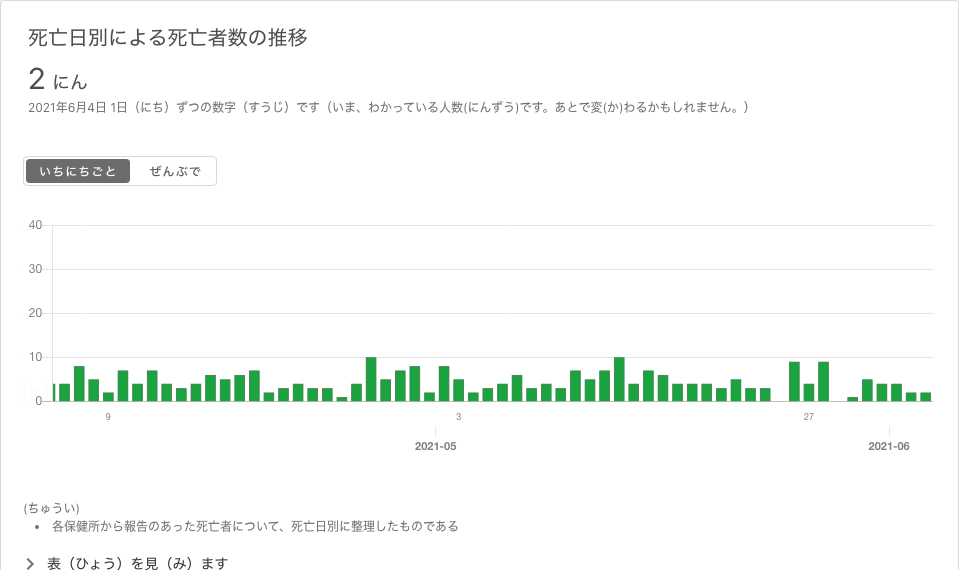 死亡日別による死亡者数の推移
2 にん
2021年6月4日 1日（にち）ずつの数字（すうじ）です（いま、わかっている人数(にんずう)です。あとで変(か)わるかもしれません。）
いちにちごと ぜんぶで
40
30
20
10
0
9 3 27
2021-05 2021-06
(ちゅうい)
• 各保健所から報告のあった死亡者について、死亡日別に整理したものである
表（ひょう）を見（み）ます